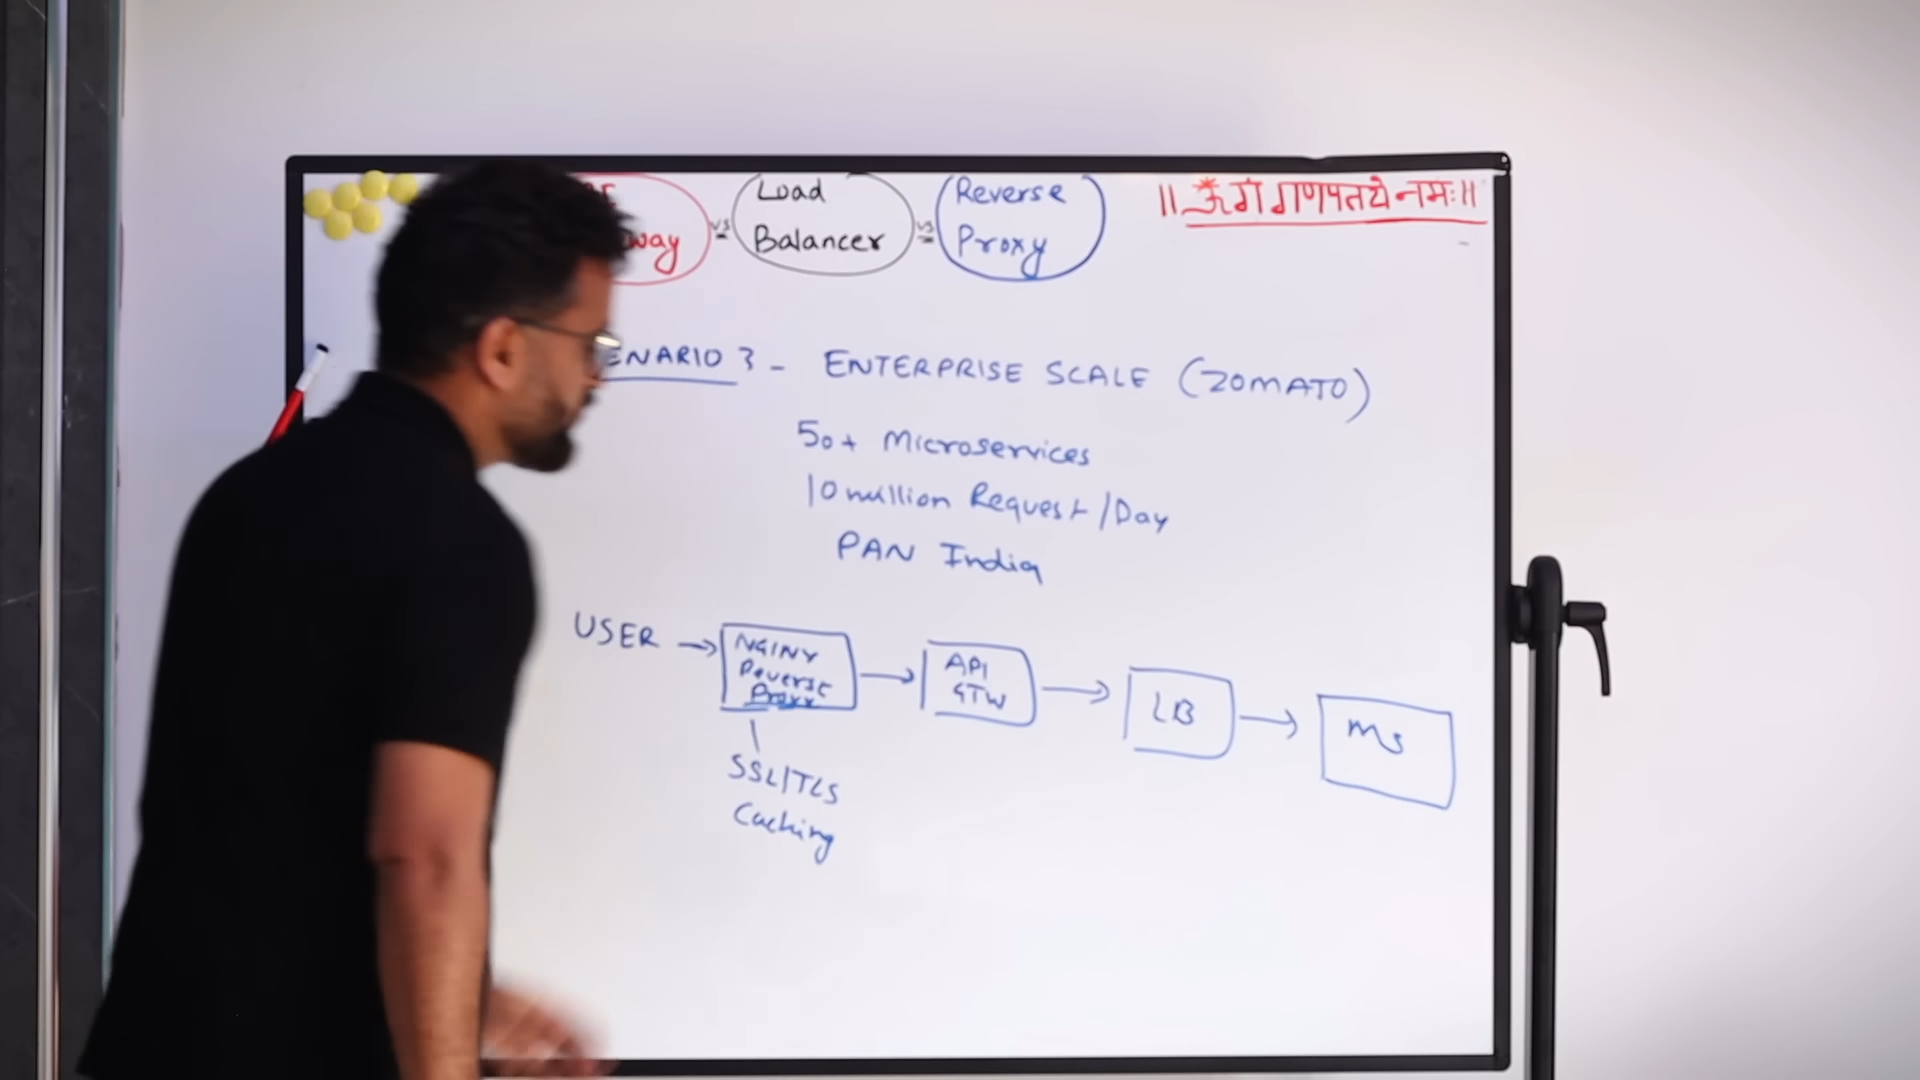 way
vs
Load
Balancer
vs
Reverse
Proxy
॥ ॐ गं गणपतये नमः॥
ENARIO 3 - ENTERPRISE SCALE (ZOMATO)
50+ Microservices
10 million Request/Day
PAN India
USER
NGINX
Reverse
Proxy
API
GTW
LB
MS
SSL/TLS
Caching